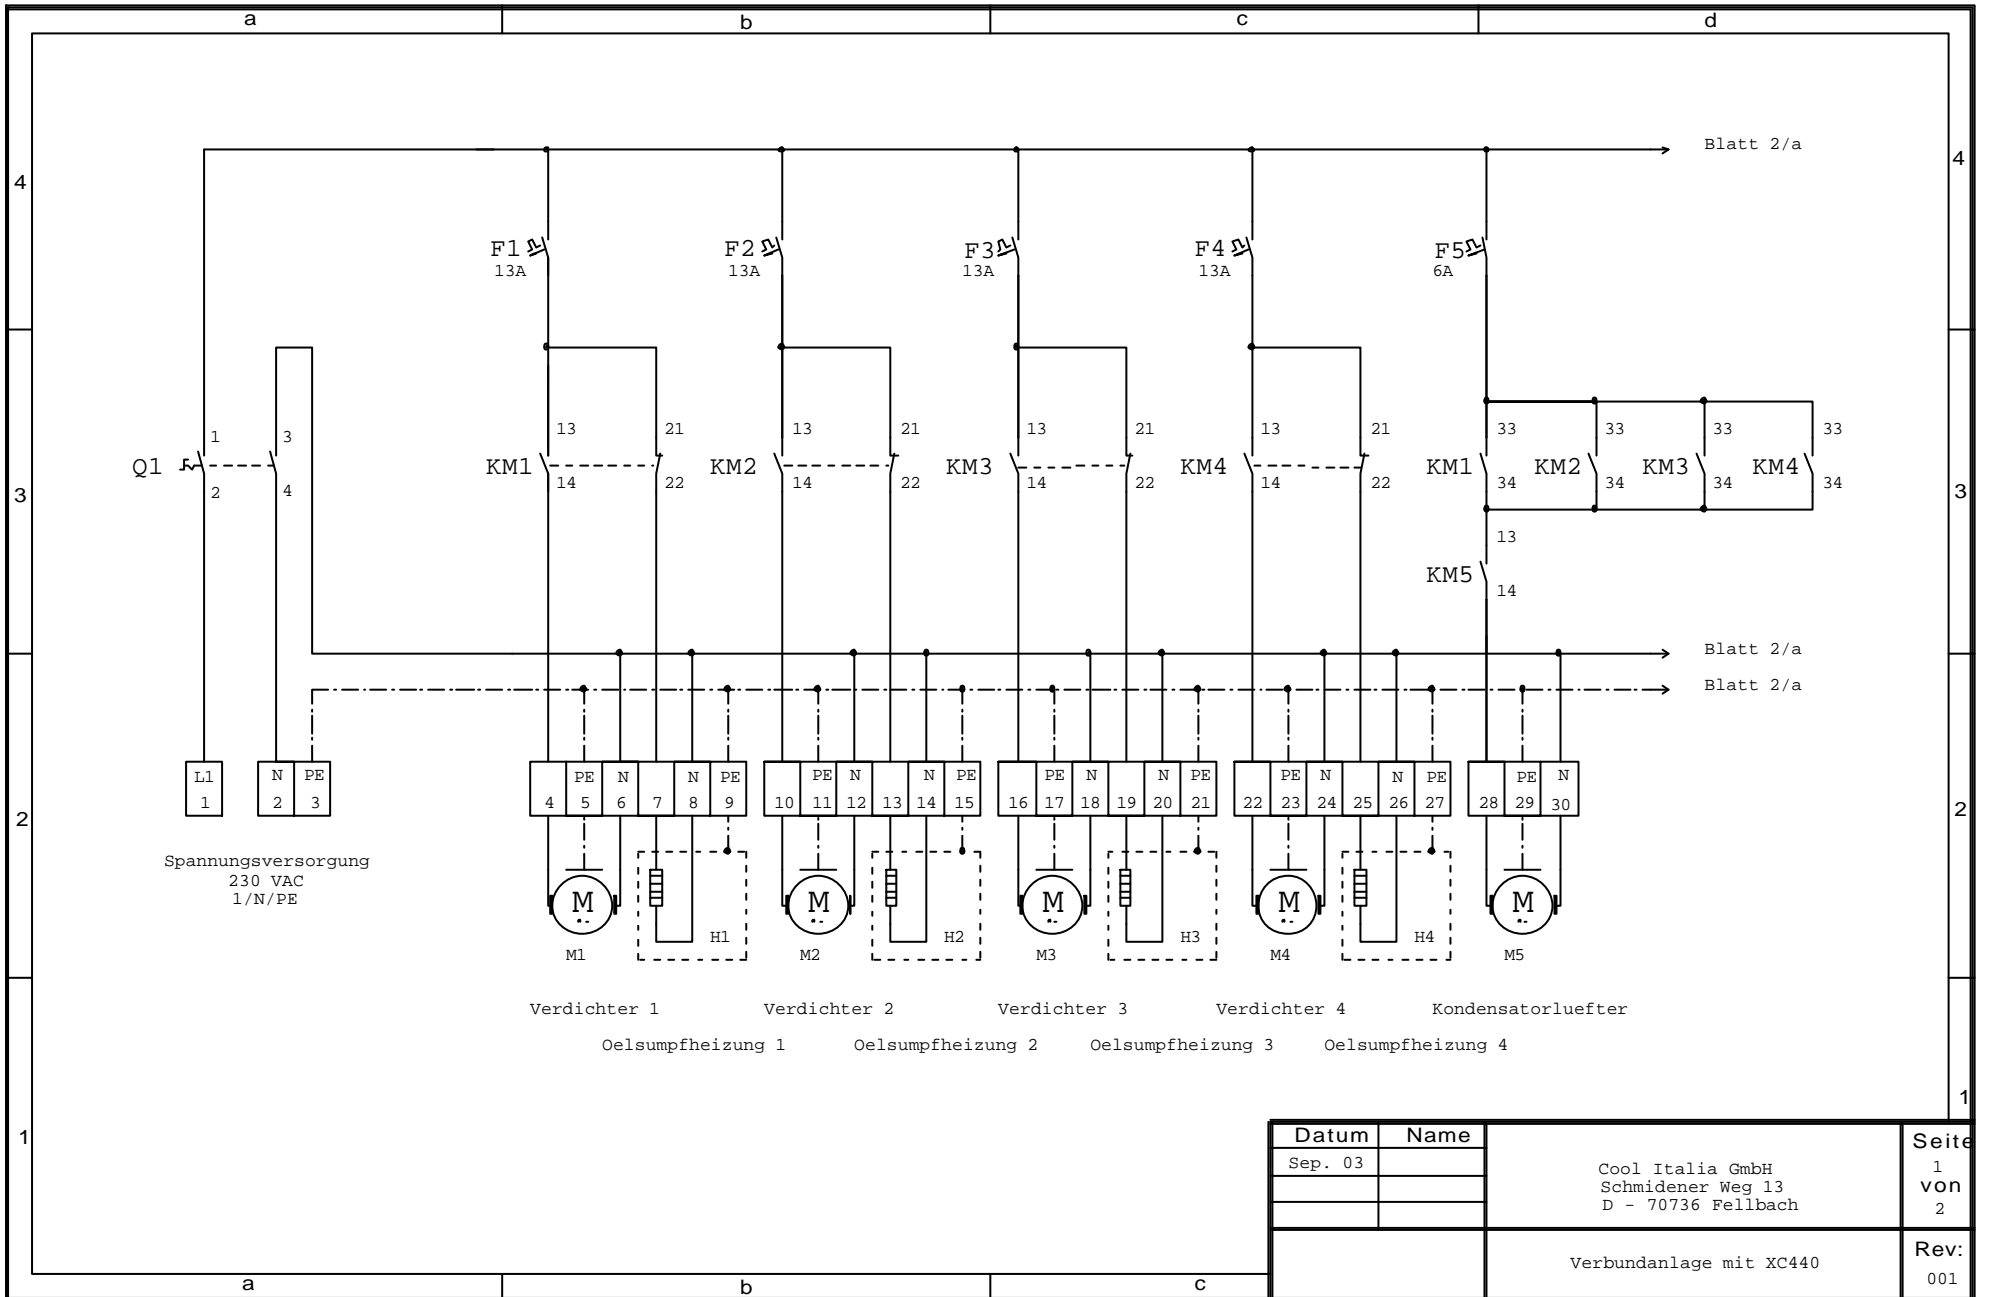 a b c d
Blatt 2/a
4 4
F1 F2 F3 F4 F5
13A 13A 13A 13A 6A
1 3 13 21 13 21 13 21 13 21 33 33 33 33
Q1 KM1 KM2 KM3 KM4 KM1 KM2 KM3 KM4
2 4 14 22 14 22 14 22 14 22 34 34 34 34
3 3
13
KM5
14
Blatt 2/a
Blatt 2/a
L1 N PE PE N N PE PE N N PE PE N N PE PE N N PE PE N
1 2 3 4 5 6 7 8 9 10 11 12 13 14 15 16 17 18 19 20 21 22 23 24 25 26 27 28 29 30
2 2
Spannungsversorgung
230 VAC
1/N/PE
M M M M M
H1 H2 H3 H4
M1 M2 M3 M4 M5
Verdichter 1 Verdichter 2 Verdichter 3 Verdichter 4 Kondensatorluefter
Oelsumpfheizung 1 Oelsumpfheizung 2 Oelsumpfheizung 3 Oelsumpfheizung 4
1 1
Datum Name
Sep. 03
Cool Italia GmbH
Schmidener Weg 13
D - 70736 Fellbach
Seite
1
von
2
Verbundanlage mit XC440
Rev:
001
a b c